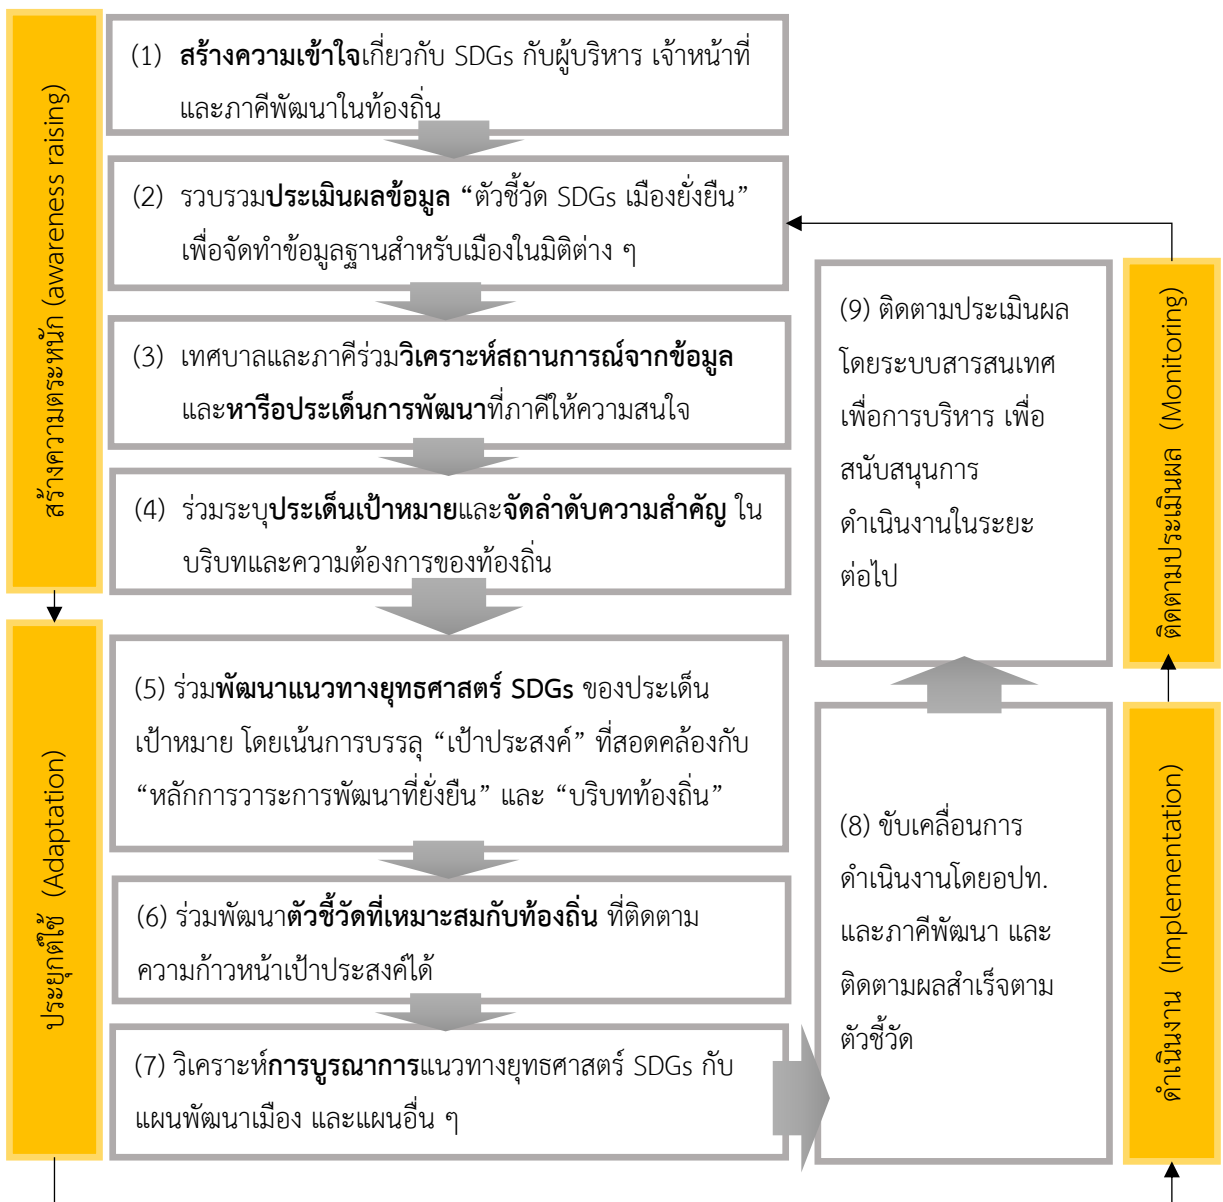 สร้างความตระหนัก (awareness raising)
(1) สร้างความเข้าใจเกี่ยวกับ SDGs กับผู้บริหาร เจ้าหน้าที่
และภาคีพัฒนาในท้องถิ่น
(2) รวบรวมประเมินผลข้อมูล “ตัวชี้วัด SDGs เมืองยั่งยืน”
เพื่อจัดทำข้อมูลฐานสำหรับเมืองในมิติต่าง ๆ
(3) เทศบาลและภาคีร่วมวิเคราะห์สถานการณ์จากข้อมูล
และหารือประเด็นการพัฒนาที่ภาคีให้ความสนใจ
(4) ร่วมระบุประเด็นเป้าหมายและจัดลำดับความสำคัญ ใน
บริบทและความต้องการของท้องถิ่น
ประยุกต์ใช้ (Adaptation)
(5) ร่วมพัฒนาแนวทางยุทธศาสตร์ SDGs ของประเด็น
เป้าหมาย โดยเน้นการบรรลุ “เป้าประสงค์” ที่สอดคล้องกับ
“หลักการวาระการพัฒนาที่ยั่งยืน” และ “บริบทท้องถิ่น”
(6) ร่วมพัฒนาตัวชี้วัดที่เหมาะสมกับท้องถิ่น ที่ติดตาม
ความก้าวหน้าเป้าประสงค์ได้
(7) วิเคราะห์การบูรณาการแนวทางยุทธศาสตร์ SDGs กับ
แผนพัฒนาเมือง และแผนอื่น ๆ
(8) ขับเคลื่อนการ
ดำเนินงานโดยอปท.
และภาคีพัฒนา และ
ติดตามผลสำเร็จตาม
ตัวชี้วัด
ดำเนินงาน (Implementation)
(9) ติดตามประเมินผล
โดยระบบสารสนเทศ
เพื่อการบริหาร เพื่อ
สนับสนุนการ
ดำเนินงานในระยะ
ต่อไป
ติดตามประเมินผล (Monitoring)